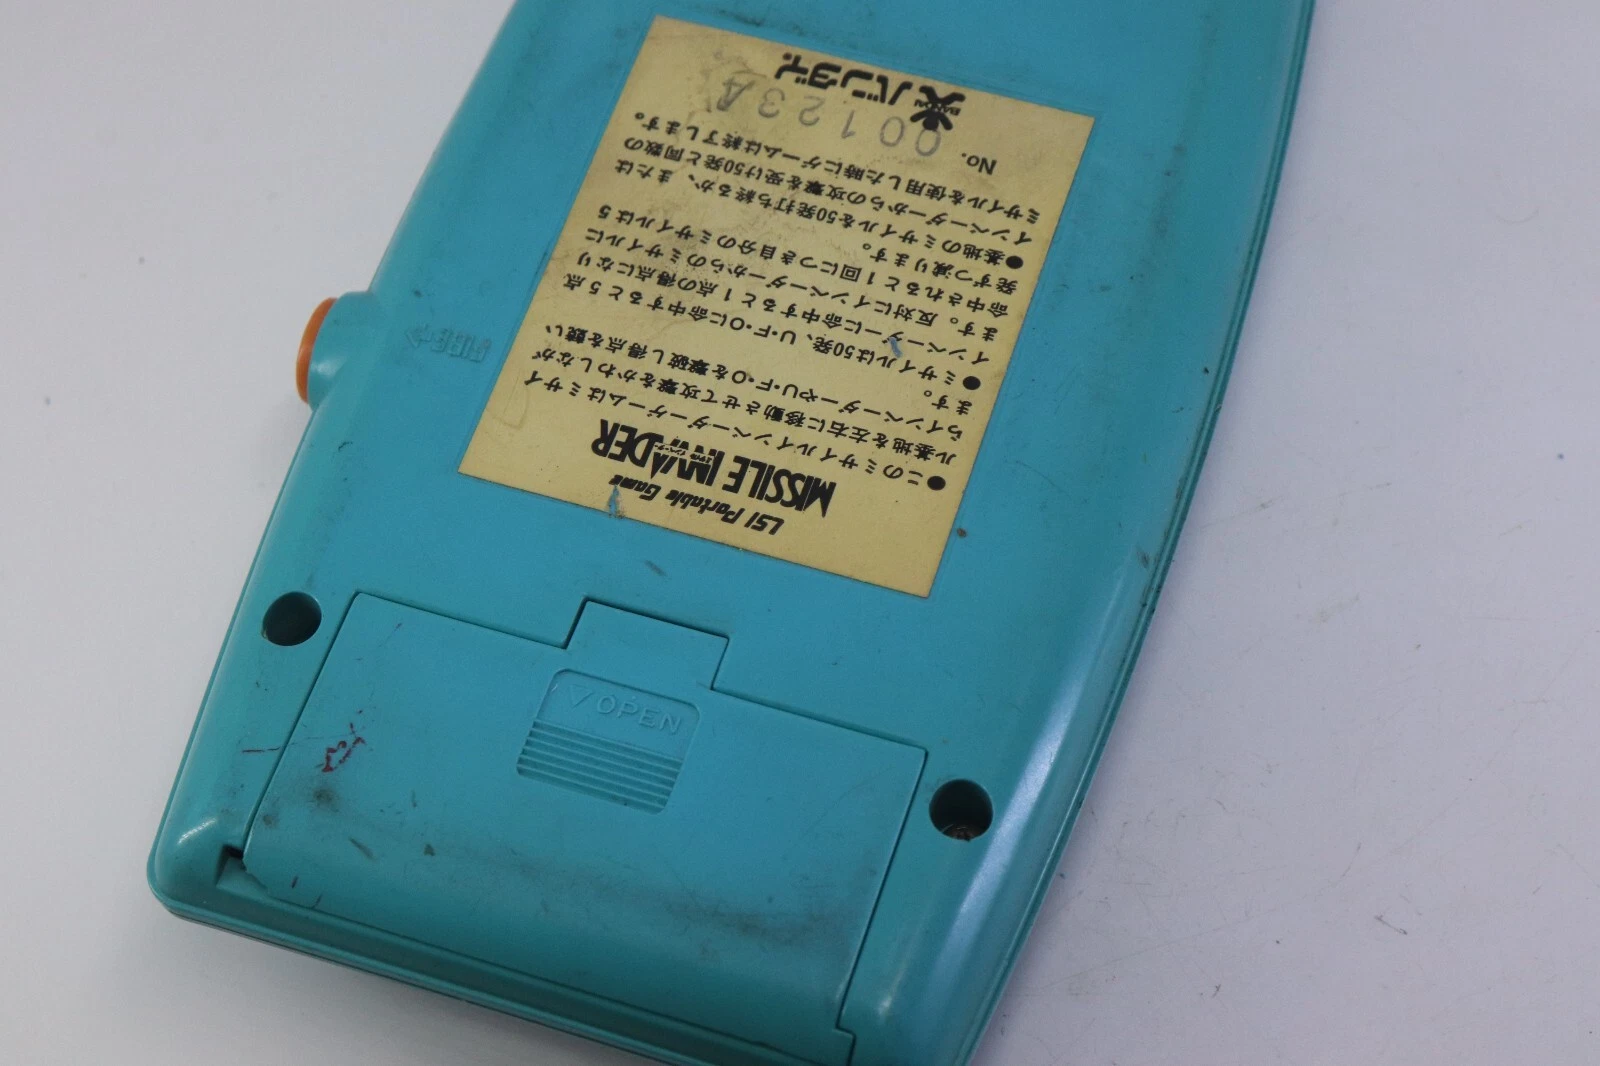 LSI Portable Game
MISSILE INVADER
ミサイル インベーダー
●このミサイルインベーダーゲームはミサイ
ル基地を左右に移動させて攻撃をかわしなが
らインベーダーやU・F・Oを撃破し得点を競い
ます。
●ミサイルは50発、U・F・Oに命中すると5点
インベーダーに命中すると1点の得点になり
ます。反対にインベーダーからのミサイルに
命中されると1回につき自分のミサイルは5
発ずつ減ります。
●基地のミサイルを50発打ち終るか、または
インベーダーからの攻撃を受け50発と同数の
ミサイルを使用した時にゲームは終了します。
No. 00123A
BANDAI バンダイ
FIRE
OPEN